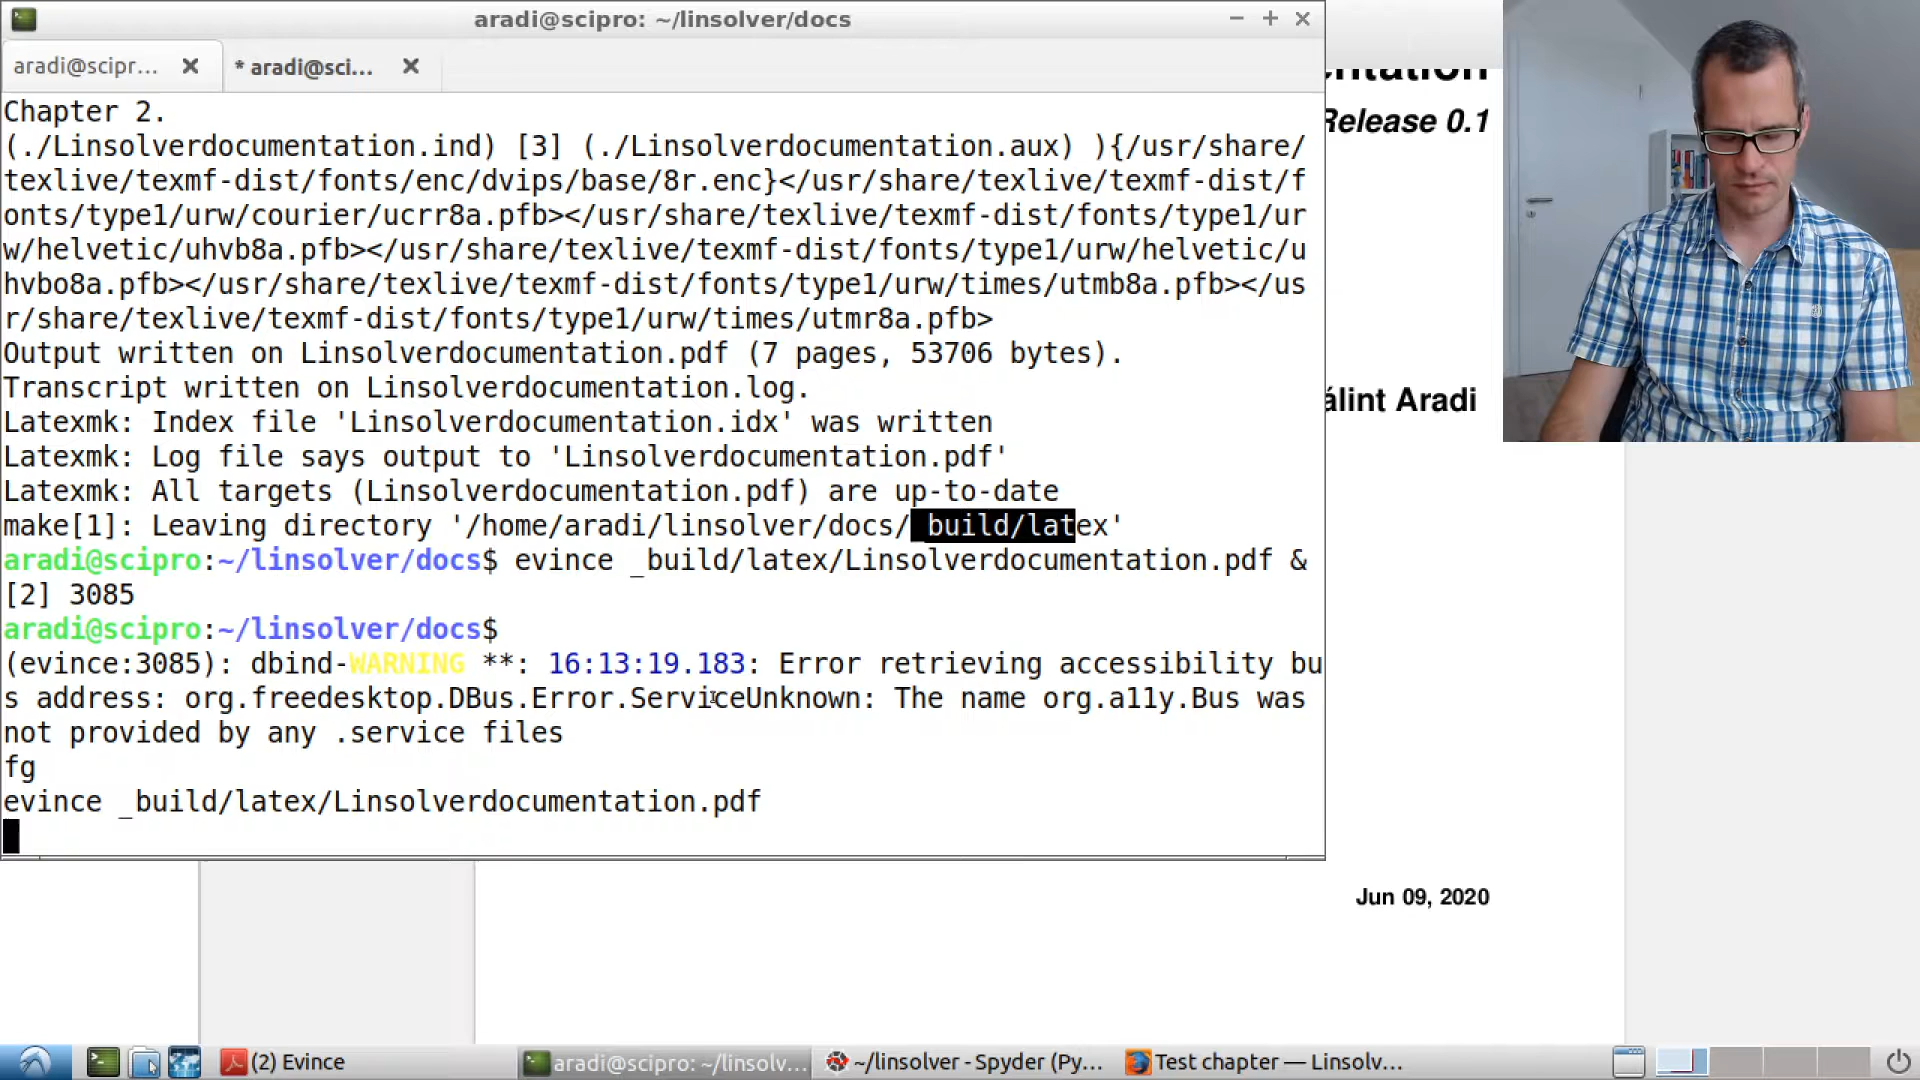 aradi@scipro: ~/linsolver/docs
aradi@scipr...
* aradi@sci...
Chapter 2.
(./Linsolverdocumentation.ind) [3] (./Linsolverdocumentation.aux) ){/usr/share/
texlive/texmf-dist/fonts/enc/dvips/base/8r.enc}</usr/share/texlive/texmf-dist/f
onts/type1/urw/courier/ucrr8a.pfb></usr/share/texlive/texmf-dist/fonts/type1/ur
w/helvetic/uhvb8a.pfb></usr/share/texlive/texmf-dist/fonts/type1/urw/helvetic/u
hvbo8a.pfb></usr/share/texlive/texmf-dist/fonts/type1/urw/times/utmb8a.pfb></us
r/share/texlive/texmf-dist/fonts/type1/urw/times/utmr8a.pfb>
Output written on Linsolverdocumentation.pdf (7 pages, 53706 bytes).
Transcript written on Linsolverdocumentation.log.
Latexmk: Index file 'Linsolverdocumentation.idx' was written
Latexmk: Log file says output to 'Linsolverdocumentation.pdf'
Latexmk: All targets (Linsolverdocumentation.pdf) are up-to-date
make[1]: Leaving directory '/home/aradi/linsolver/docs/_build/latex'
aradi@scipro:~/linsolver/docs$ evince _build/latex/Linsolverdocumentation.pdf &
[2] 3085
aradi@scipro:~/linsolver/docs$
(evince:3085): dbind-WARNING **: 16:13:19.183: Error retrieving accessibility bu
s address: org.freedesktop.DBus.Error.ServiceUnknown: The name org.a11y.Bus was
not provided by any .service files
fg
evince _build/latex/Linsolverdocumentation.pdf
entation
Release 0.1
álint Aradi
Jun 09, 2020
(2) Evince
aradi@scipro: ~/linsolv...
~/linsolver - Spyder (Py...
Test chapter — Linsolv...